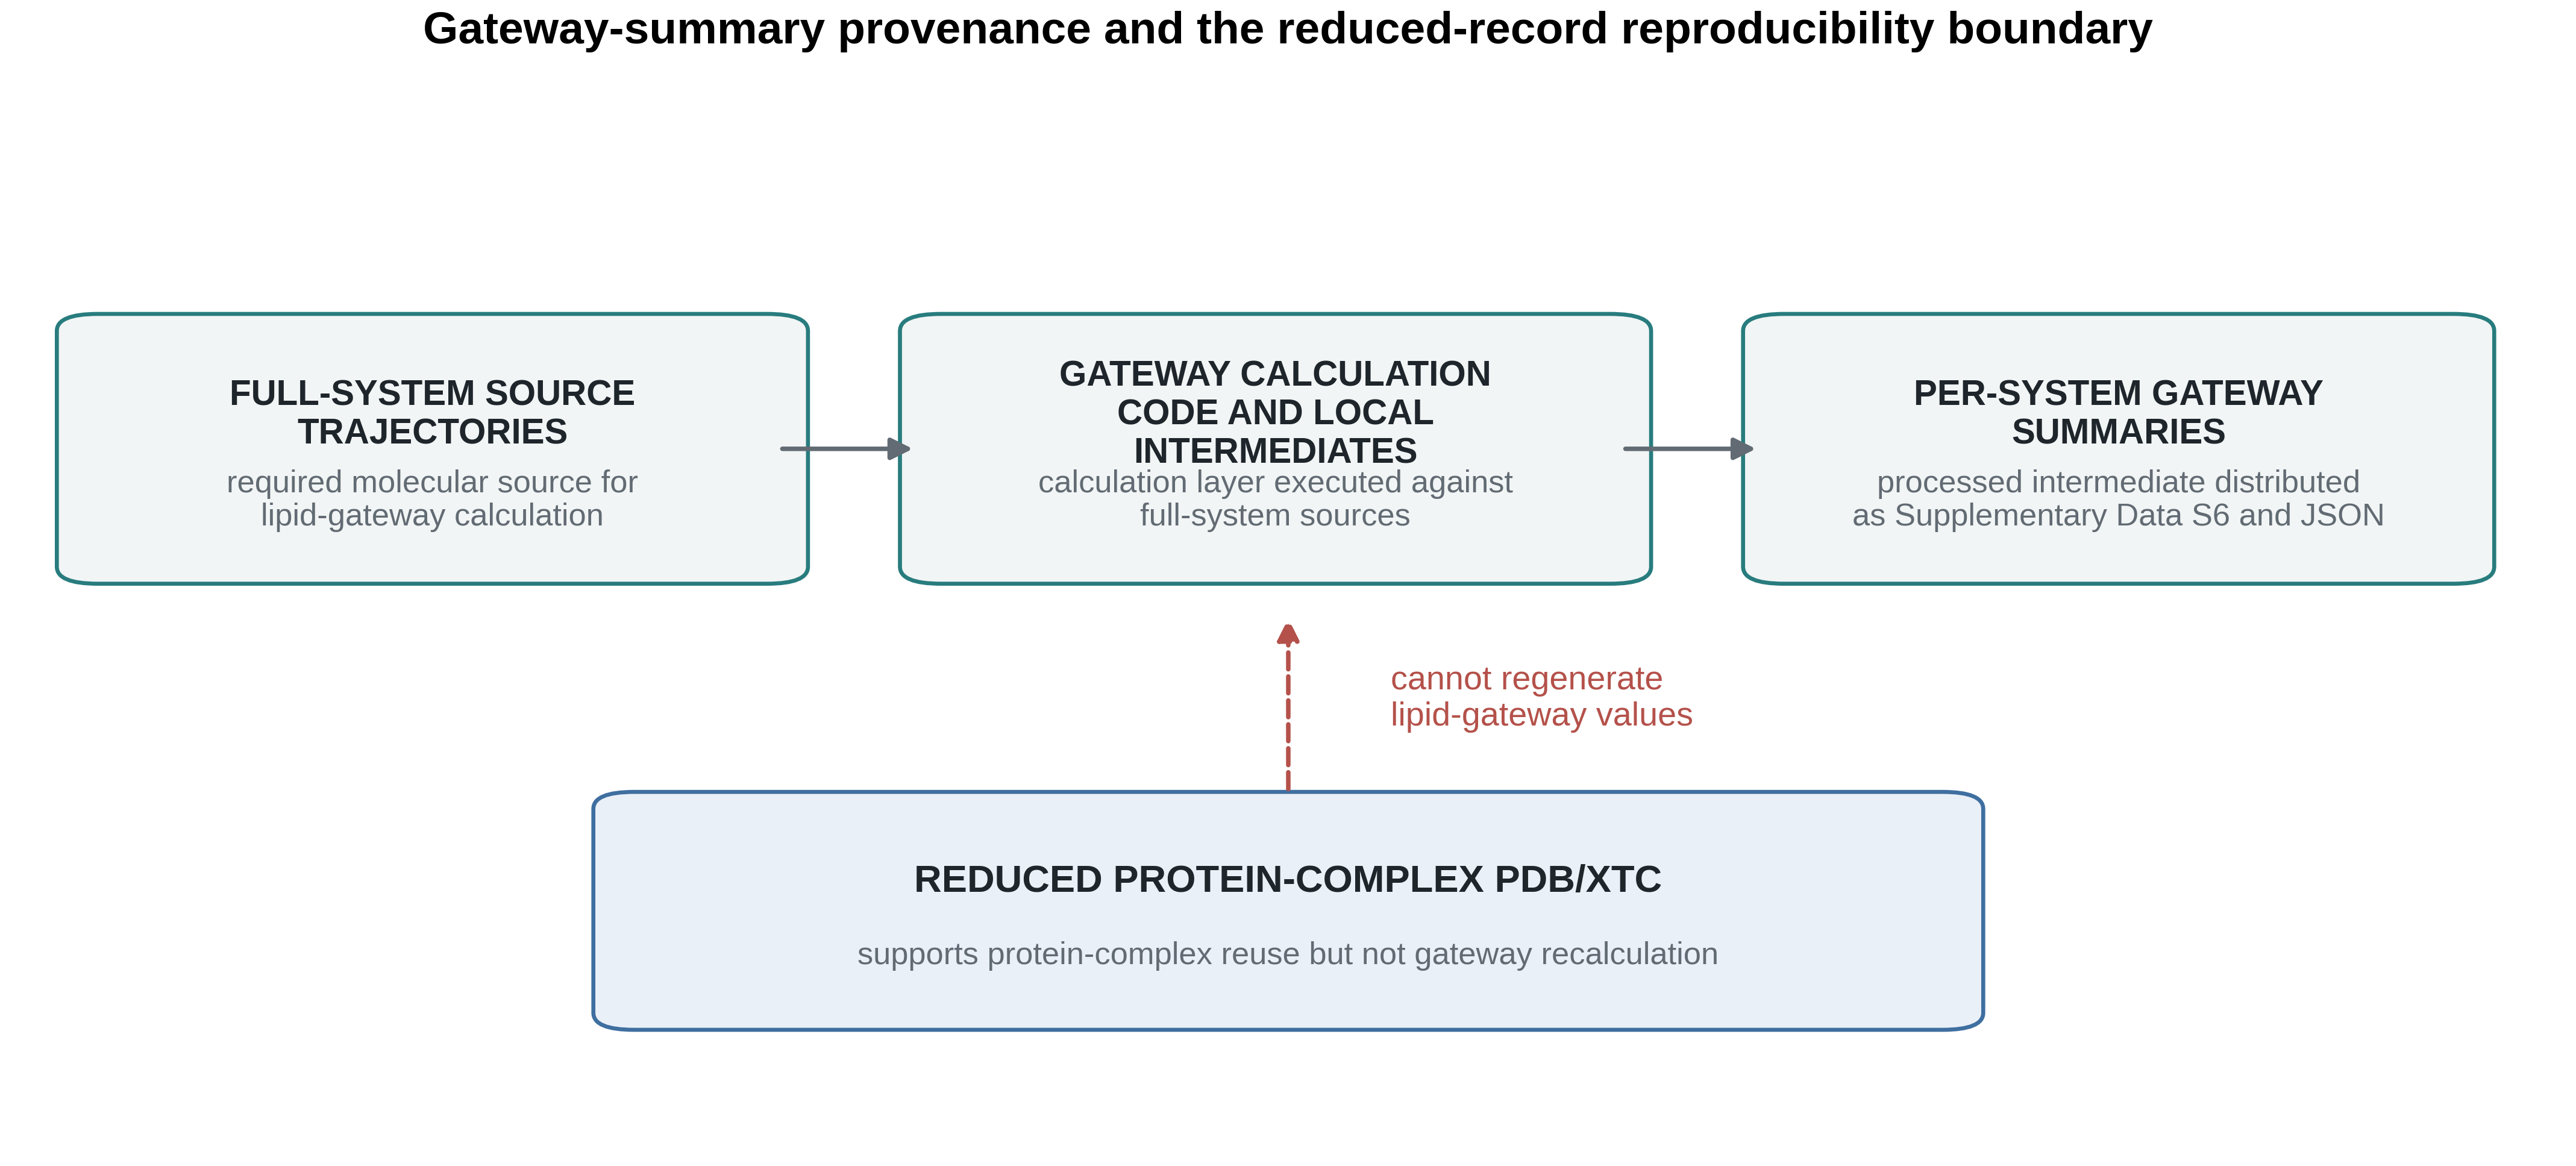 Gateway-summary provenance and the reduced-record reproducibility boundary
FULL-SYSTEM SOURCE
TRAJECTORIES
required molecular source for
lipid-gateway calculation
GATEWAY CALCULATION
CODE AND LOCAL
INTERMEDIATES
calculation layer executed against
full-system sources
PER-SYSTEM GATEWAY
SUMMARIES
processed intermediate distributed
as Supplementary Data S6 and JSON
cannot regenerate
lipid-gateway values
REDUCED PROTEIN-COMPLEX PDB/XTC
supports protein-complex reuse but not gateway recalculation